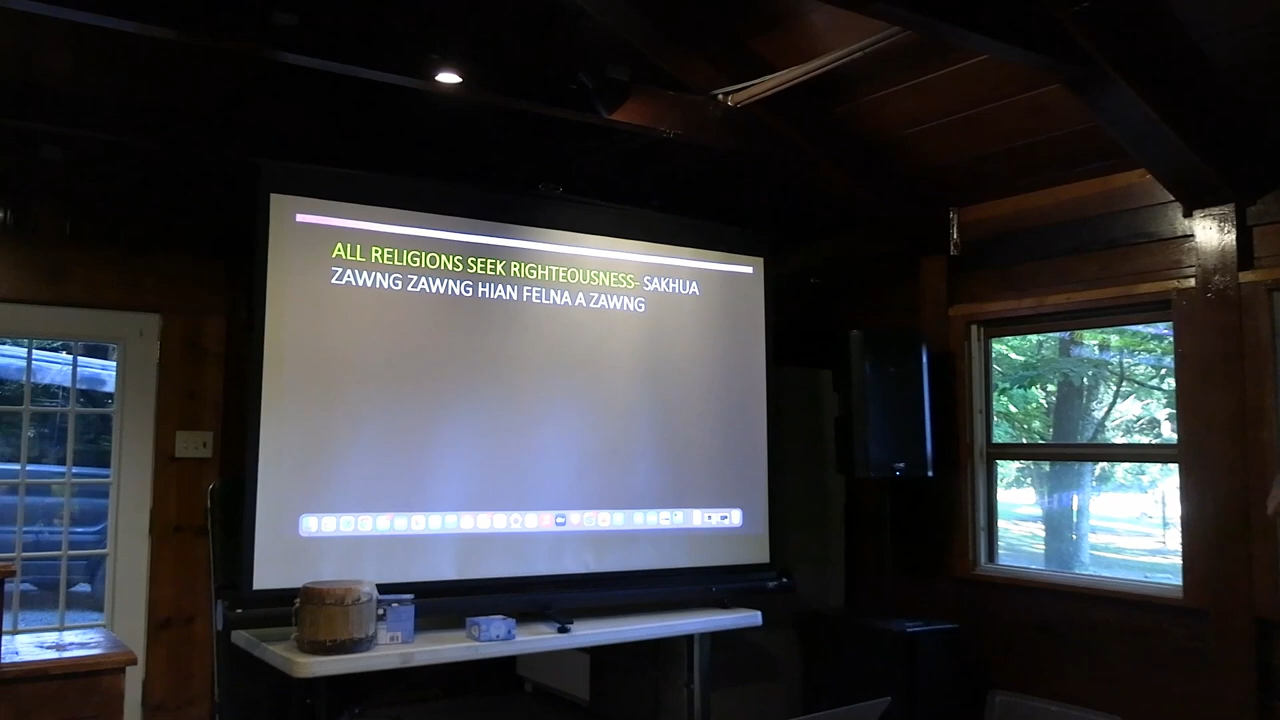 ALL RELIGIONS SEEK RIGHTEOUSNESS- SAKHUA
ZAWNG ZAWNG HIAN FELNA A ZAWNG